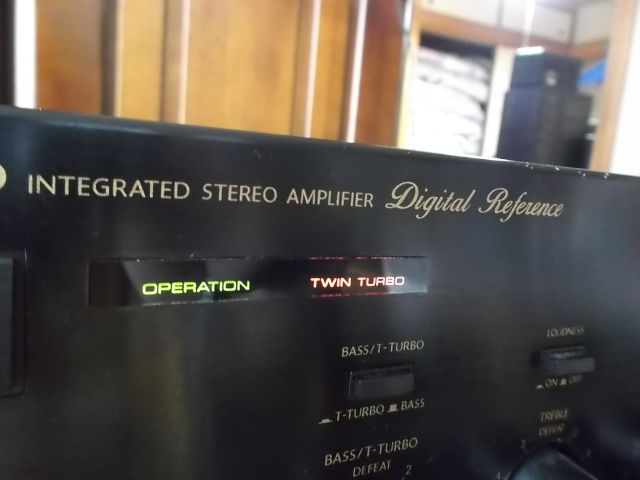 INTEGRATED STEREO AMPLIFIER Digital Reference
OPERATION TWIN TURBO
BASS/T-TURBO
T-TURBO BASS
BASS/T-TURBO
DEFEAT
2
LOUDNESS
ON OFF
TREBLE
DEFEAT
2